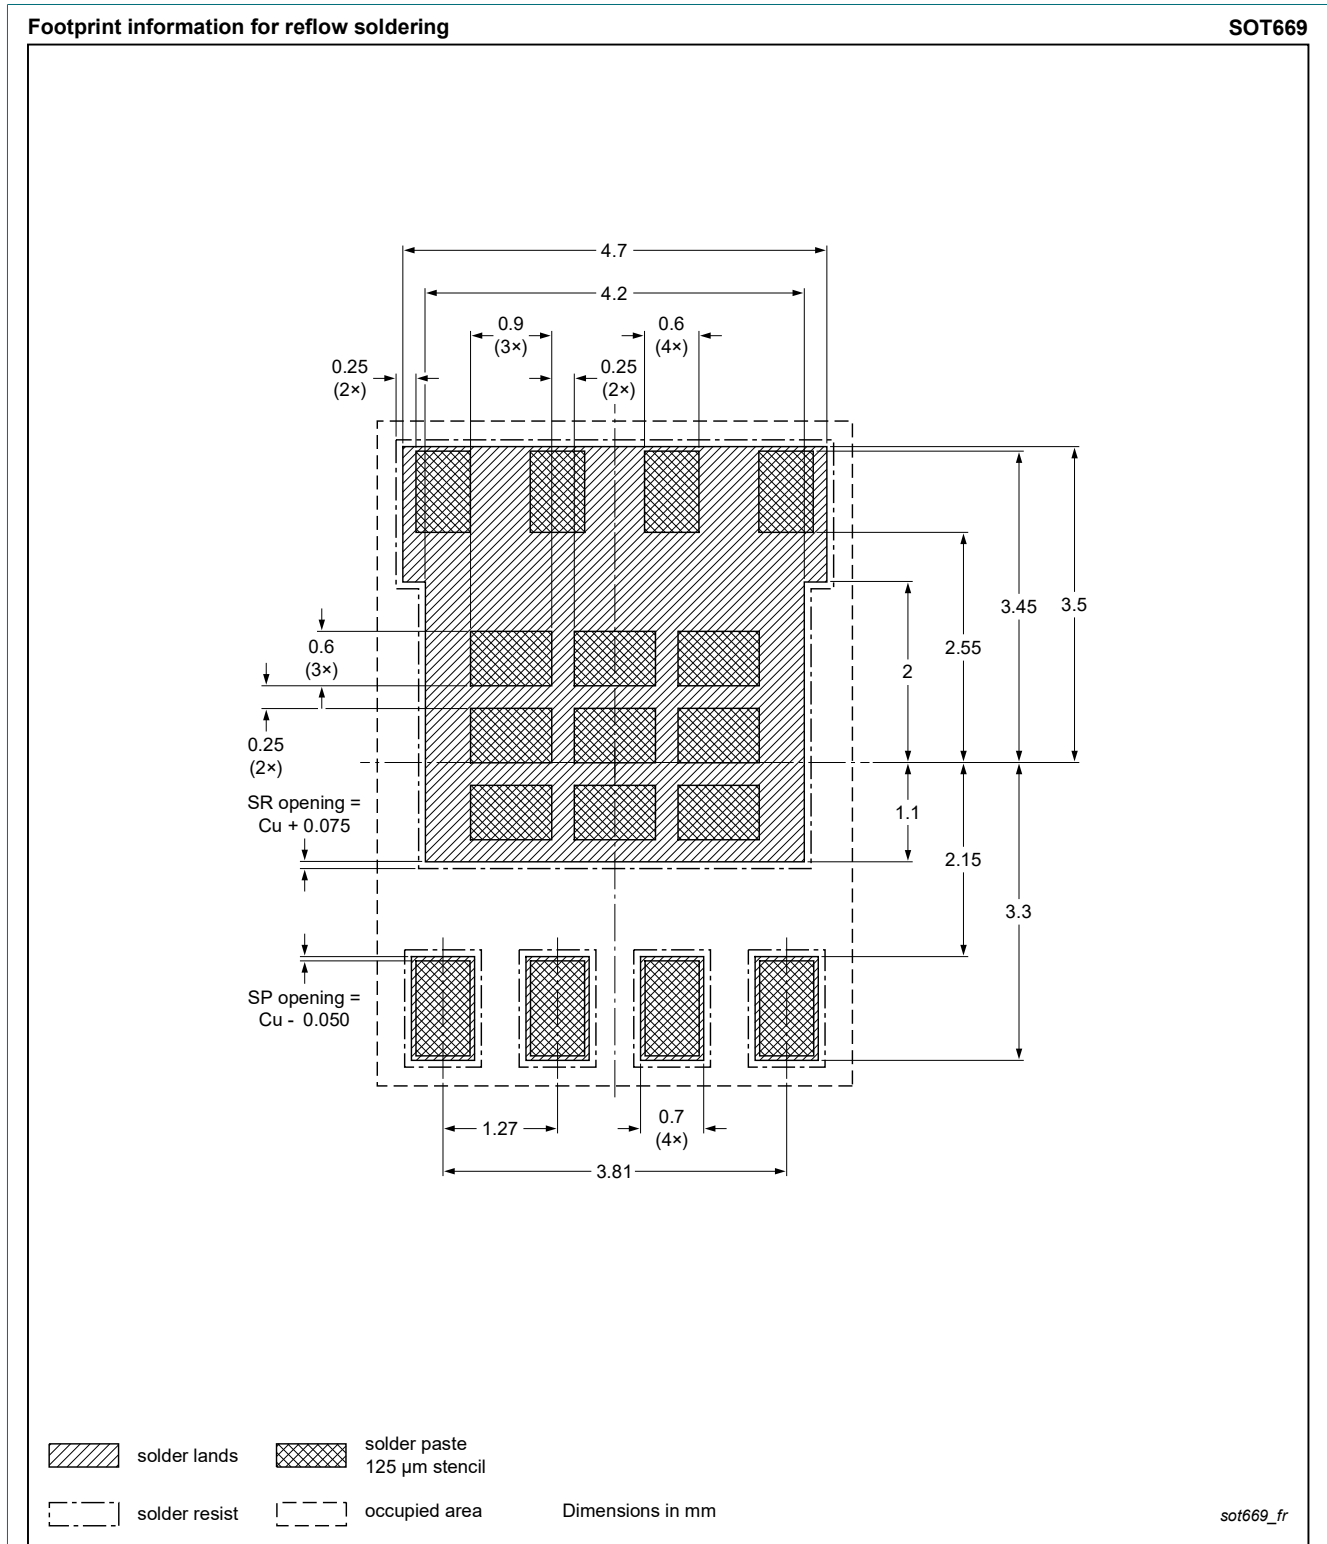 Footprint information for reflow soldering SOT669
4.7
4.2
0.9
(3×)
0.6
(4×)
0.25
(2×)
0.25
(2×)
3.45
3.5
2.55
2
0.6
(3×)
0.25
(2×)
SR opening =
Cu + 0.075
1.1
2.15
3.3
SP opening =
Cu - 0.050
1.27
0.7
(4×)
3.81
solder lands
solder paste
125 µm stencil
solder resist
occupied area
Dimensions in mm
sot669_fr